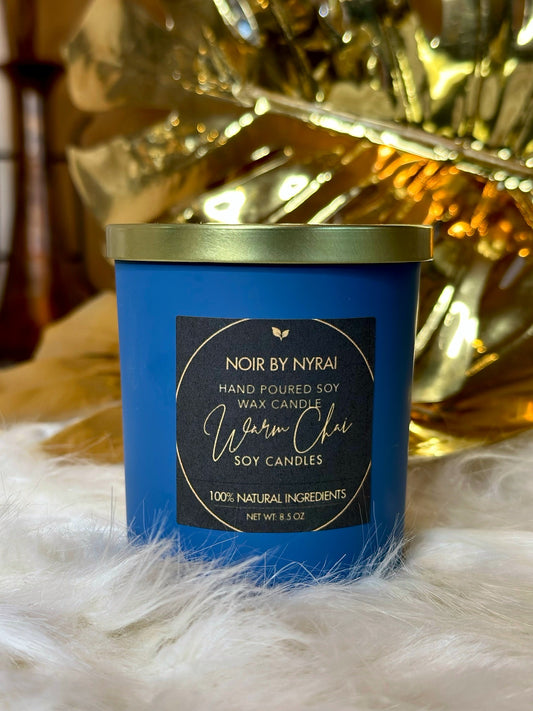 NOIR BY NYRAI
HAND POURED SOY
WAX CANDLE
Warm Chai
SOY CANDLES
100% NATURAL INGREDIENTS
NET WT: 8.5 OZ